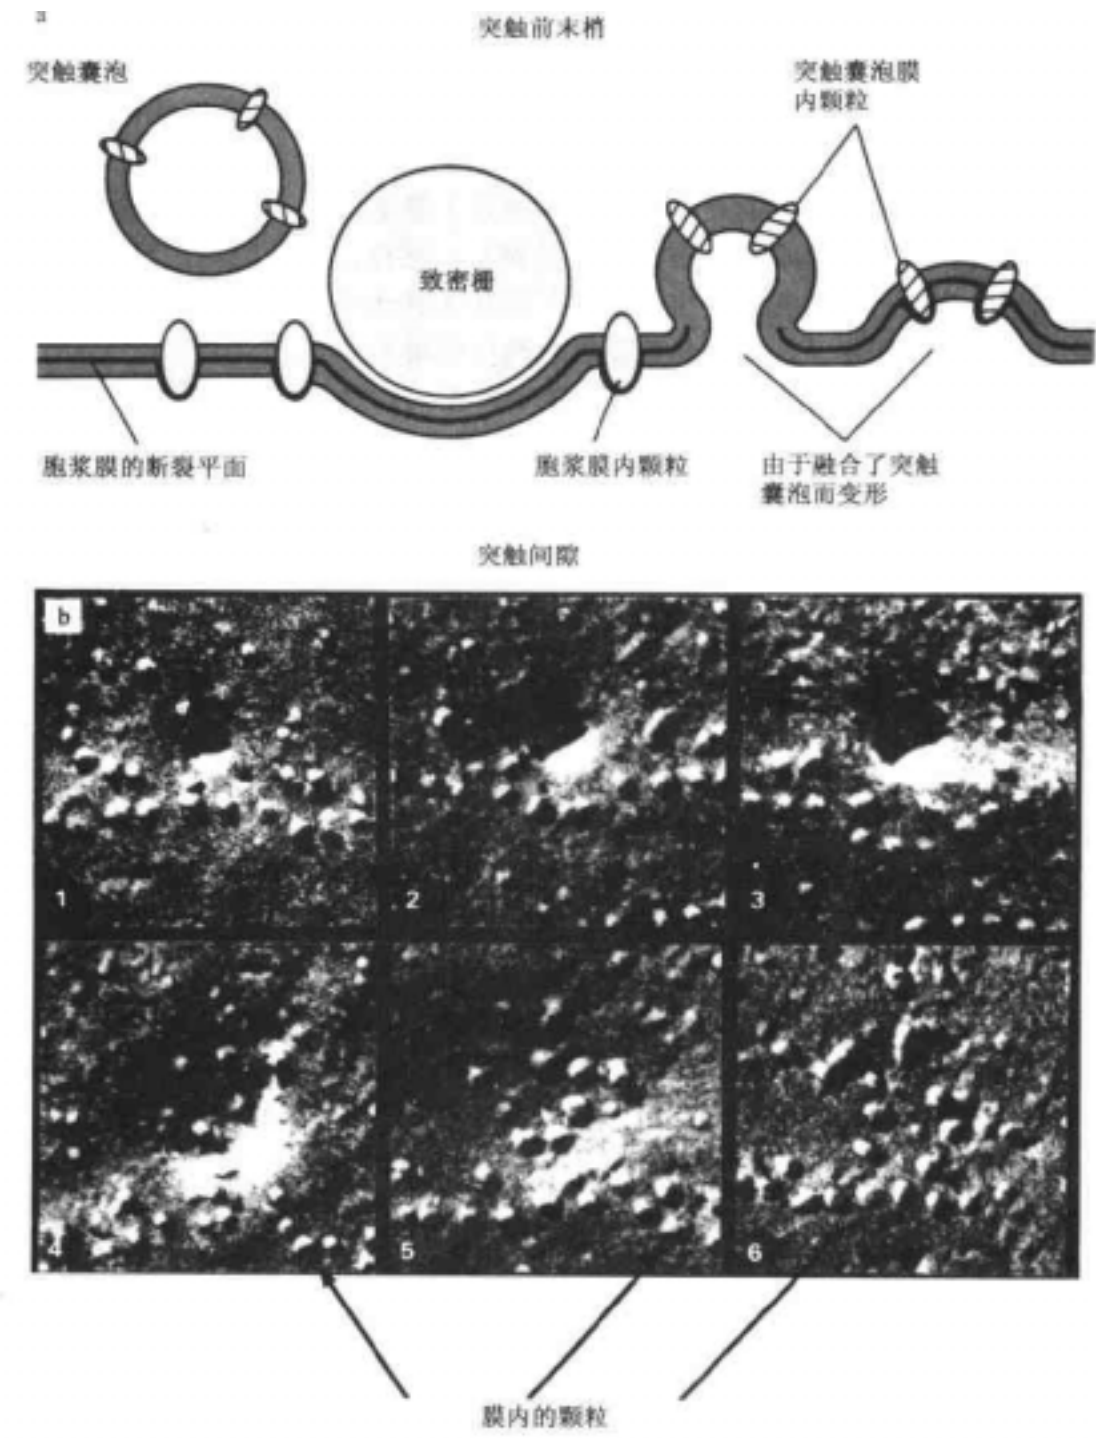 a
突触前末梢
突触囊泡
突触囊泡膜
内颗粒
致密栅
胞浆膜的断裂平面
胞浆膜内颗粒
由于融合了突触
囊泡而变形
突触间隙
b
1
2
3
4
5
6
膜内的颗粒